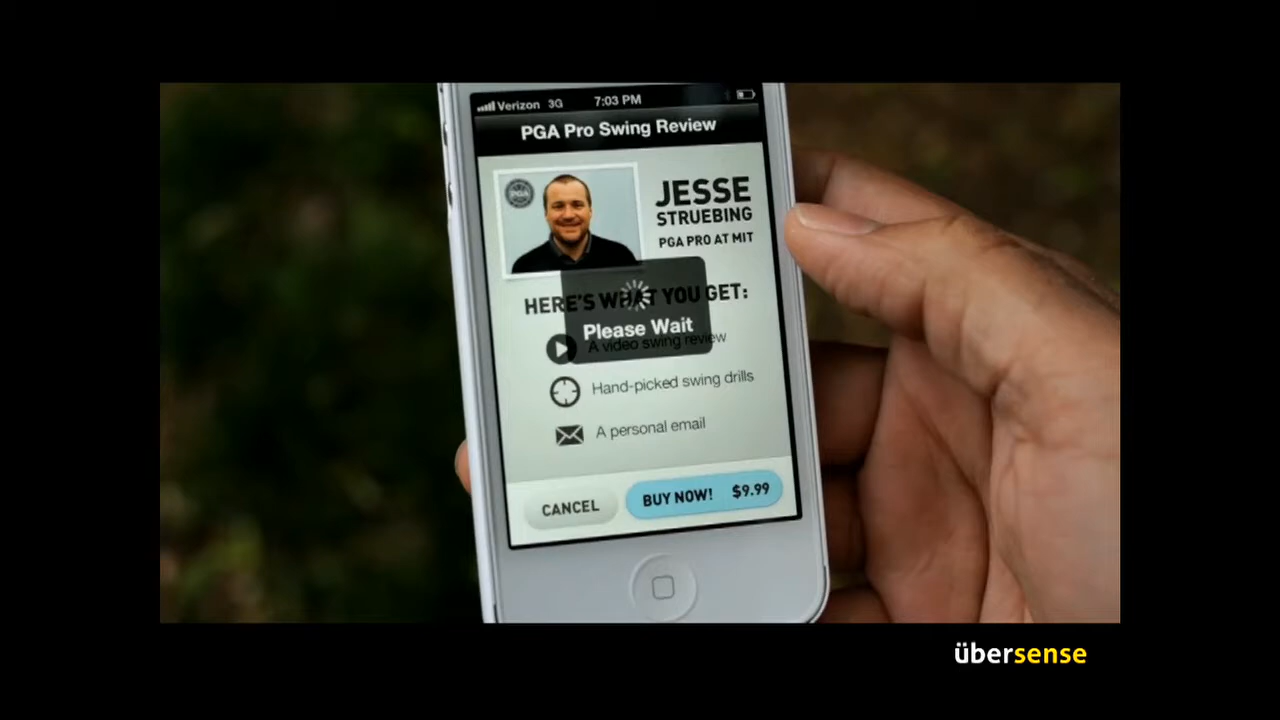 Verizon 3G 7:03 PM
PGA Pro Swing Review
PGA
JESSE
STRUEBING
PGA PRO AT MIT
HERE'S WHAT YOU GET:
Please Wait
A video swing review
Hand-picked swing drills
A personal email
CANCEL BUY NOW! $9.99
übersense